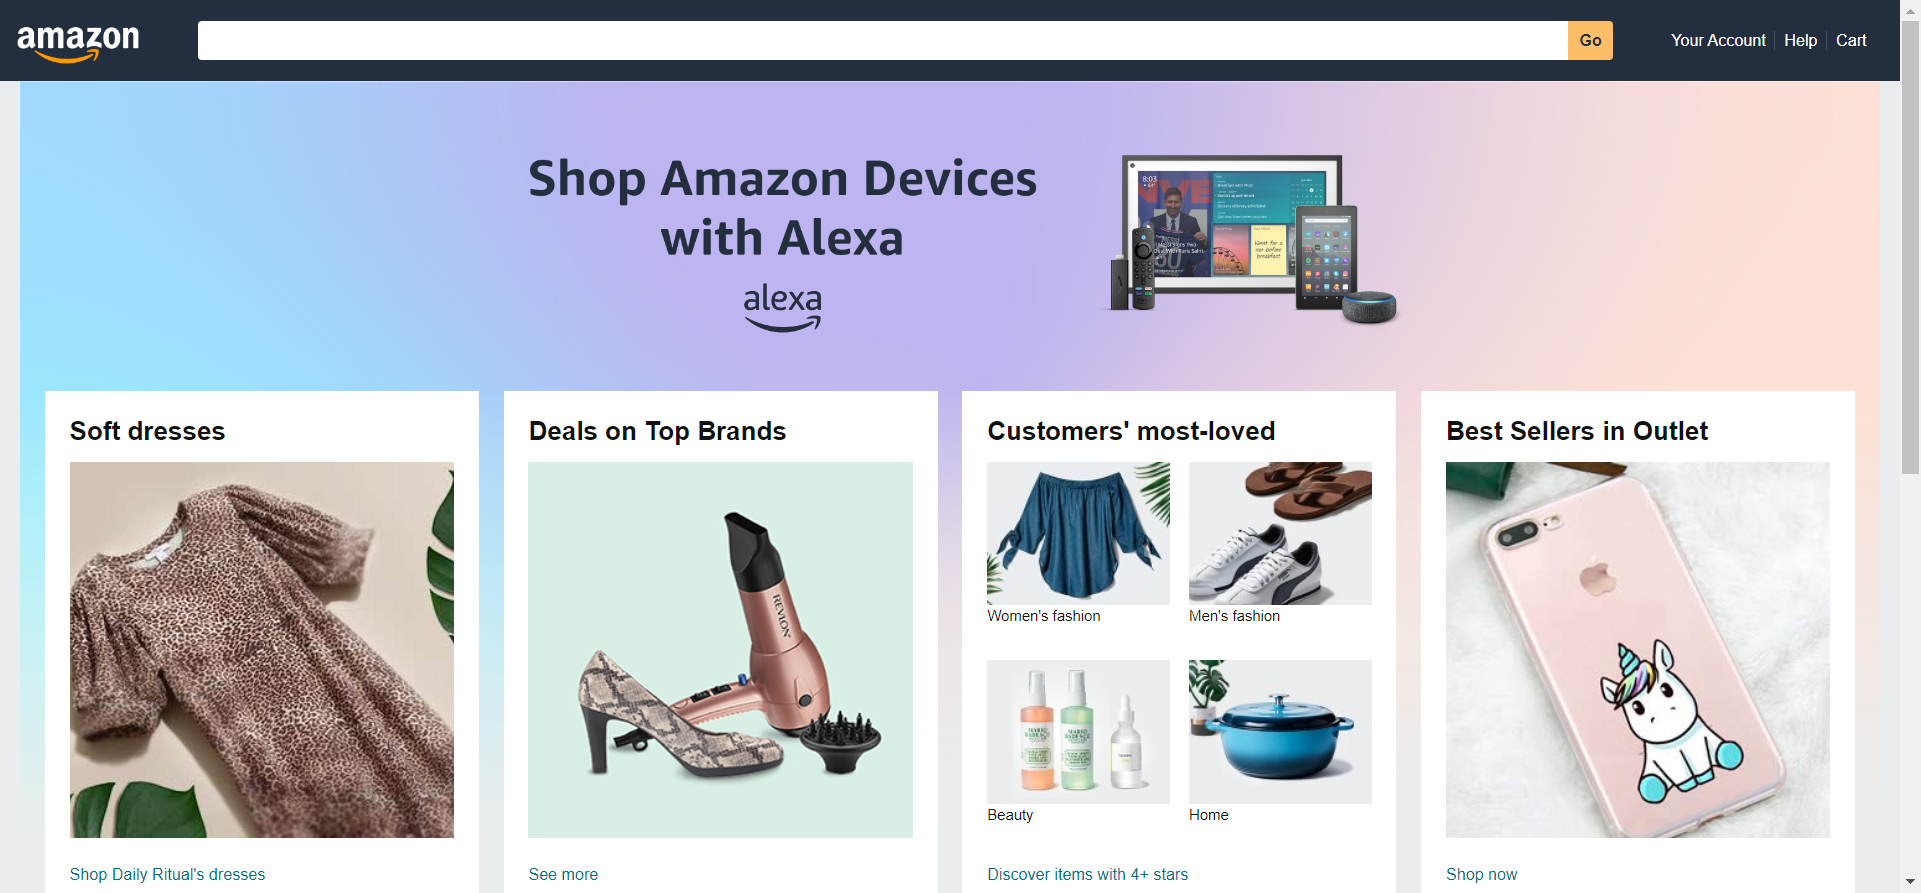 amazon
Go
Your Account
Help
Cart
Shop Amazon Devices
with Alexa
alexa
8:03
Soft dresses
Shop Daily Ritual's dresses
Deals on Top Brands
REVLON
See more
Customers' most-loved
Women's fashion
Men's fashion
Beauty
Home
Discover items with 4+ stars
Best Sellers in Outlet
Shop now